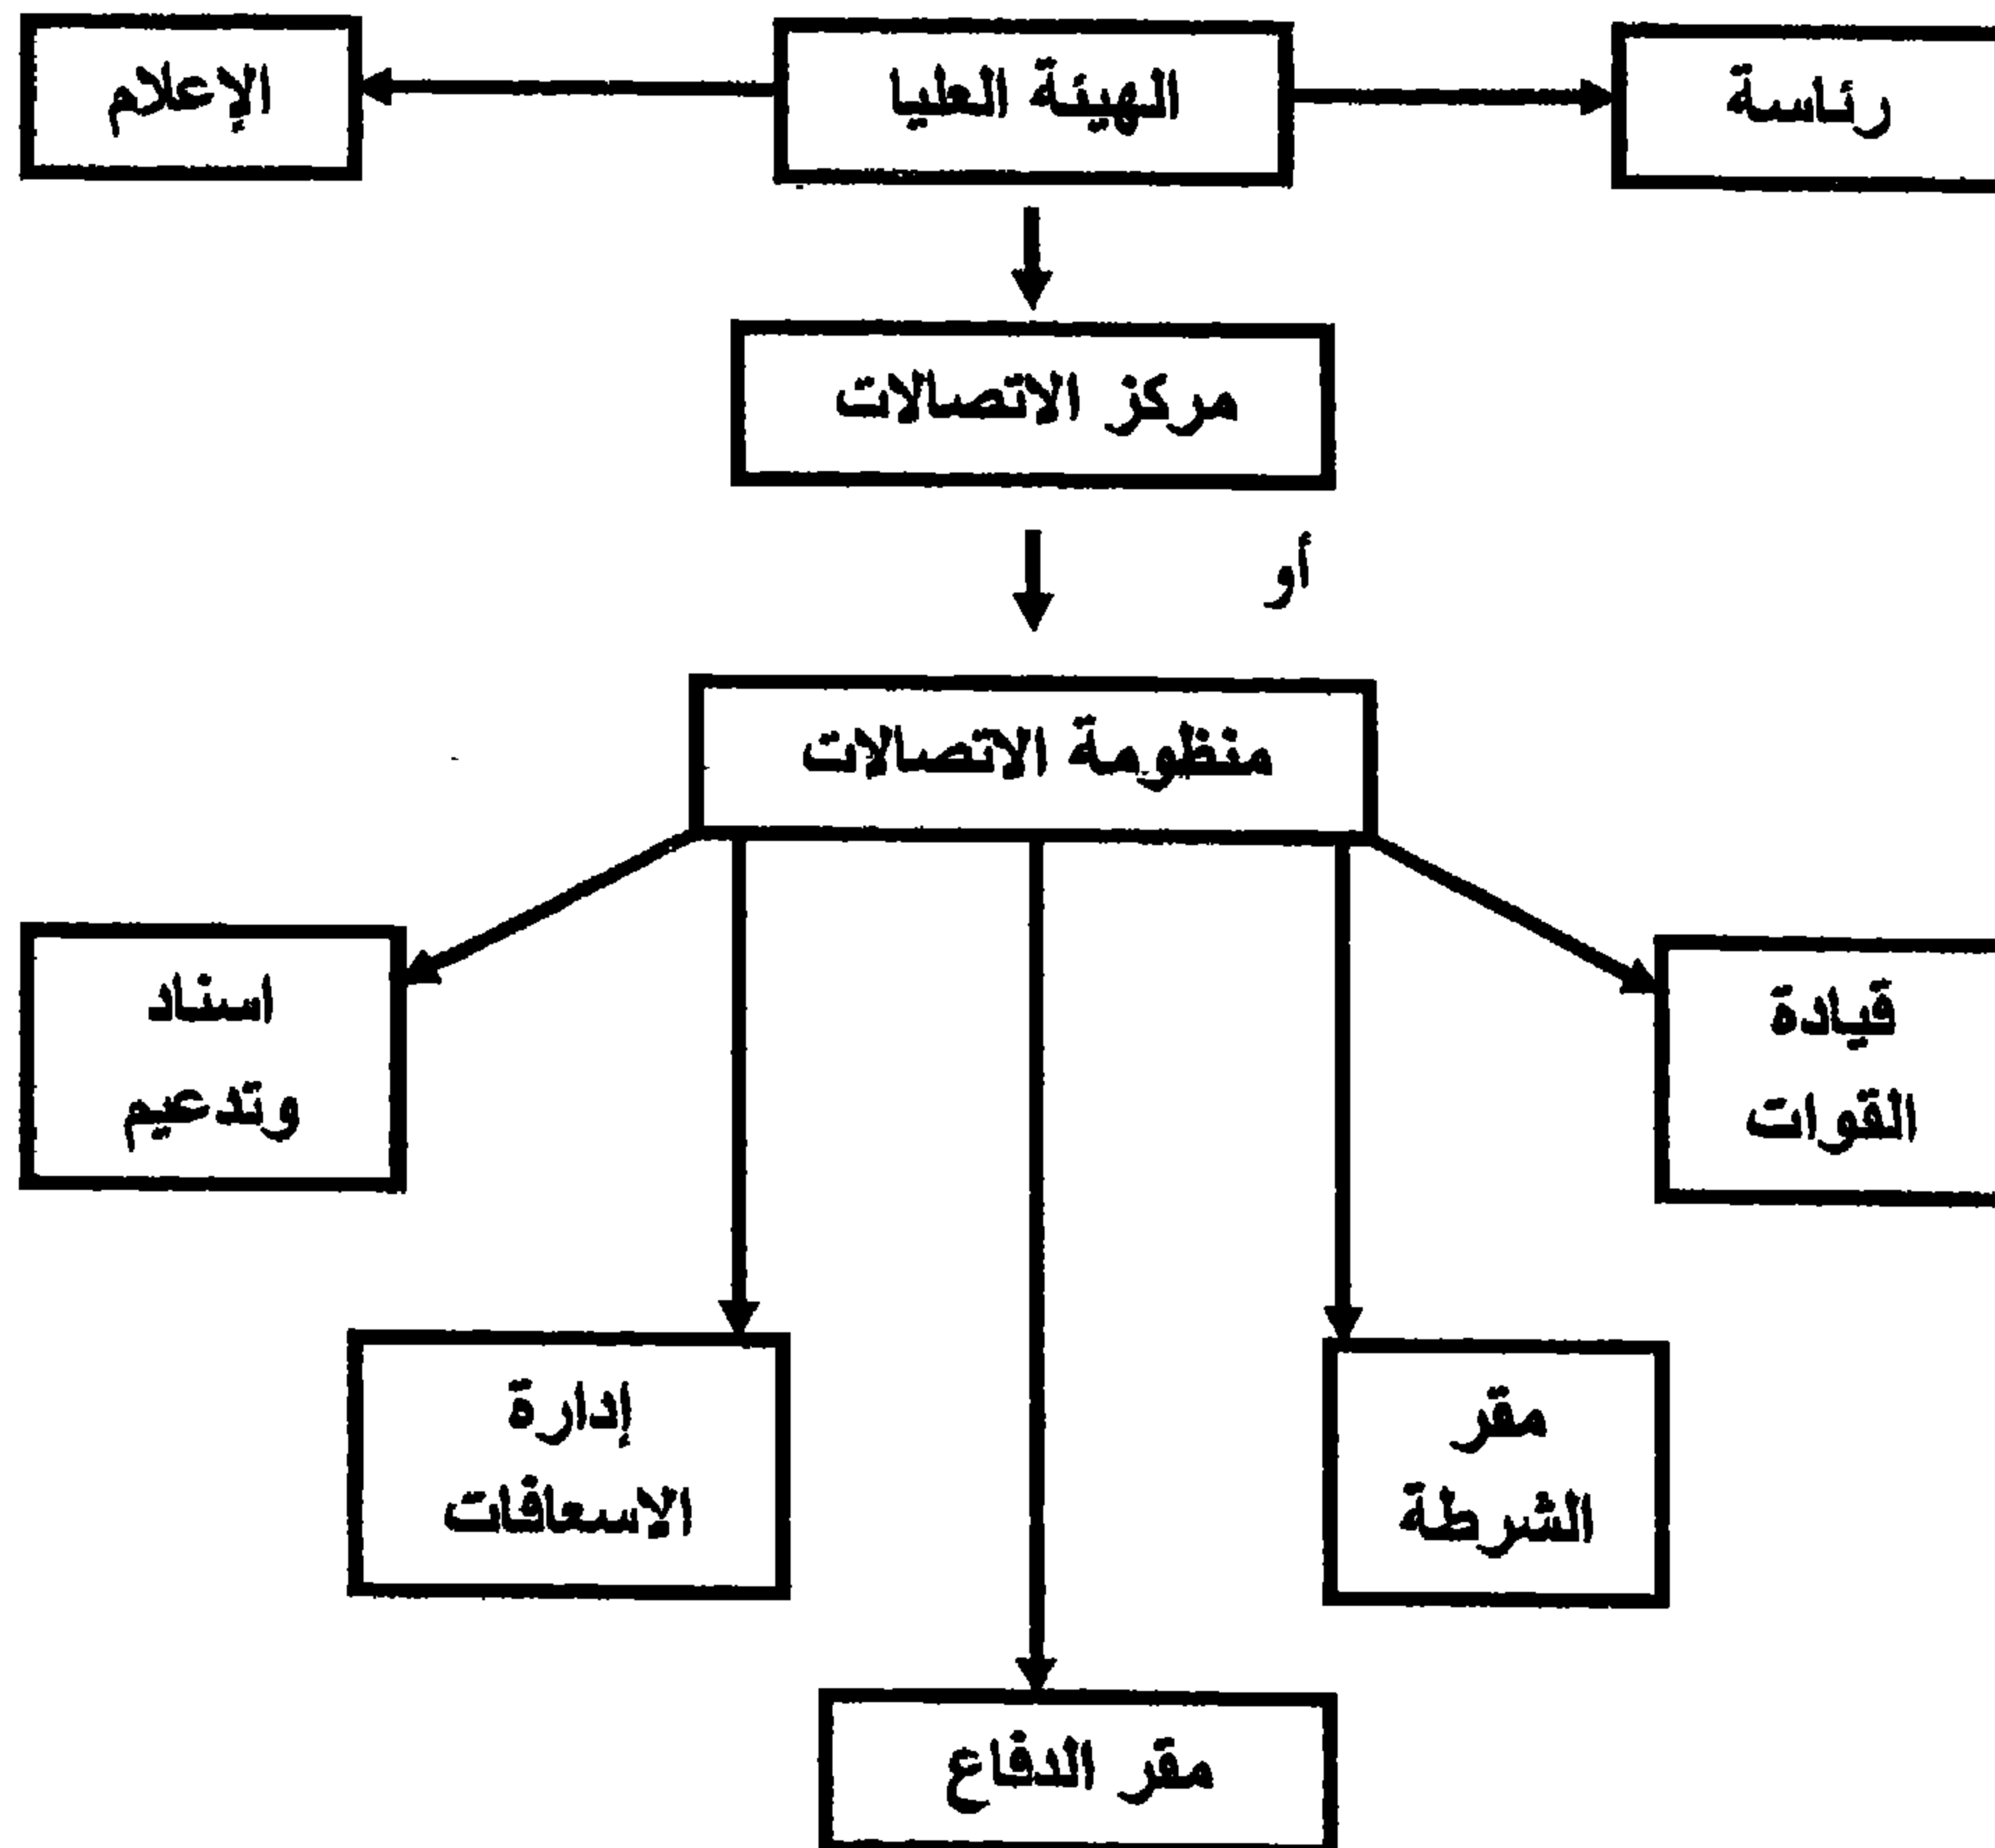 رئاسة
الهيئة العليا
الإعلام
مركز الاتصالات
أو
منظومة الاتصالات
قيادة
القوات
اسناد
وتدعيم
مقر
الشرطة
إدارة
الاسعافات
مقر الدفاع